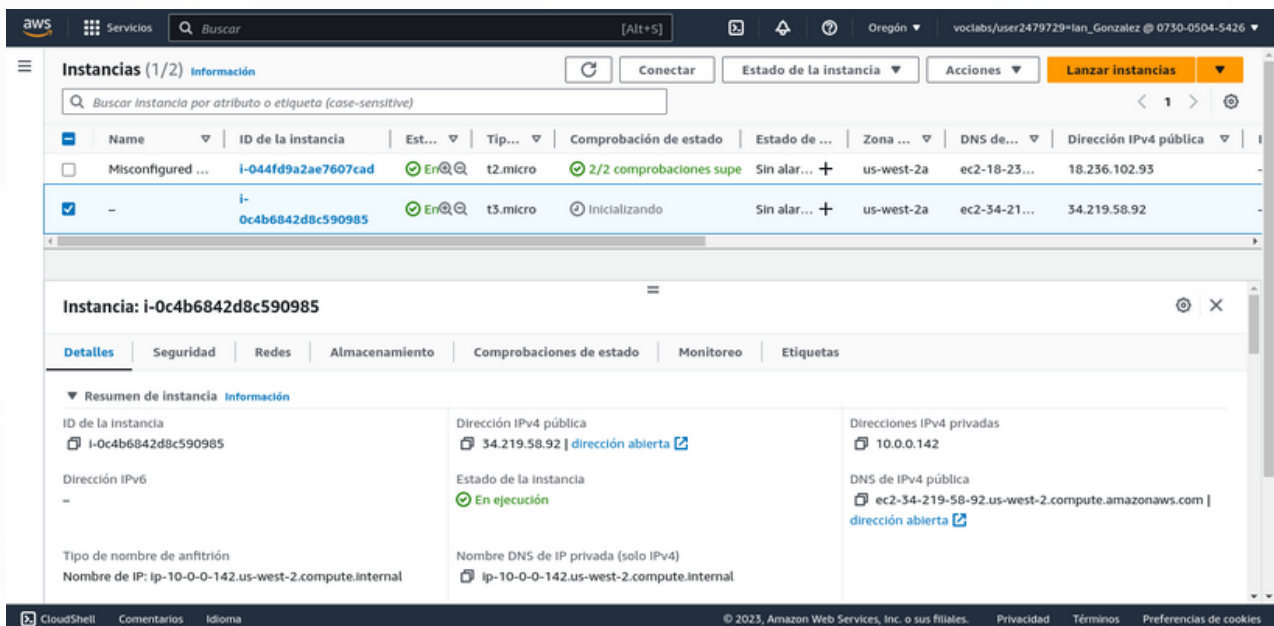 aws Servicios Buscar [Alt+S] Oregón voclabs/user2479729=Ian_Gonzalez @ 0730-0504-5426
Instancias (1/2) Información Conectar Estado de la instancia Acciones Lanzar instancias
Buscar instancia por atributo o etiqueta (case-sensitive) 1
Name ID de la instancia Est... Tip... Comprobación de estado Estado de ... Zona ... DNS de... Dirección IPv4 pública
Misconfigured ... i-044fd9a2ae7607cad En t2.micro 2/2 comprobaciones supe Sin alar... us-west-2a ec2-18-23... 18.236.102.93 -
– i-0c4b6842d8c590985 En t3.micro Inicializando Sin alar... us-west-2a ec2-34-21... 34.219.58.92 -
Instancia: i-0c4b6842d8c590985
Detalles Seguridad Redes Almacenamiento Comprobaciones de estado Monitoreo Etiquetas
Resumen de instancia Información
ID de la instancia Dirección IPv4 pública Direcciones IPv4 privadas
i-0c4b6842d8c590985 34.219.58.92 | dirección abierta 10.0.0.142
Dirección IPv6 Estado de la instancia DNS de IPv4 pública
– En ejecución ec2-34-219-58-92.us-west-2.compute.amazonaws.com |
dirección abierta
Tipo de nombre de anfitrión Nombre DNS de IP privada (solo IPv4)
Nombre de IP: ip-10-0-0-142.us-west-2.compute.internal ip-10-0-0-142.us-west-2.compute.internal
CloudShell Comentarios Idioma © 2023, Amazon Web Services, Inc. o sus filiales. Privacidad Términos Preferencias de cookies